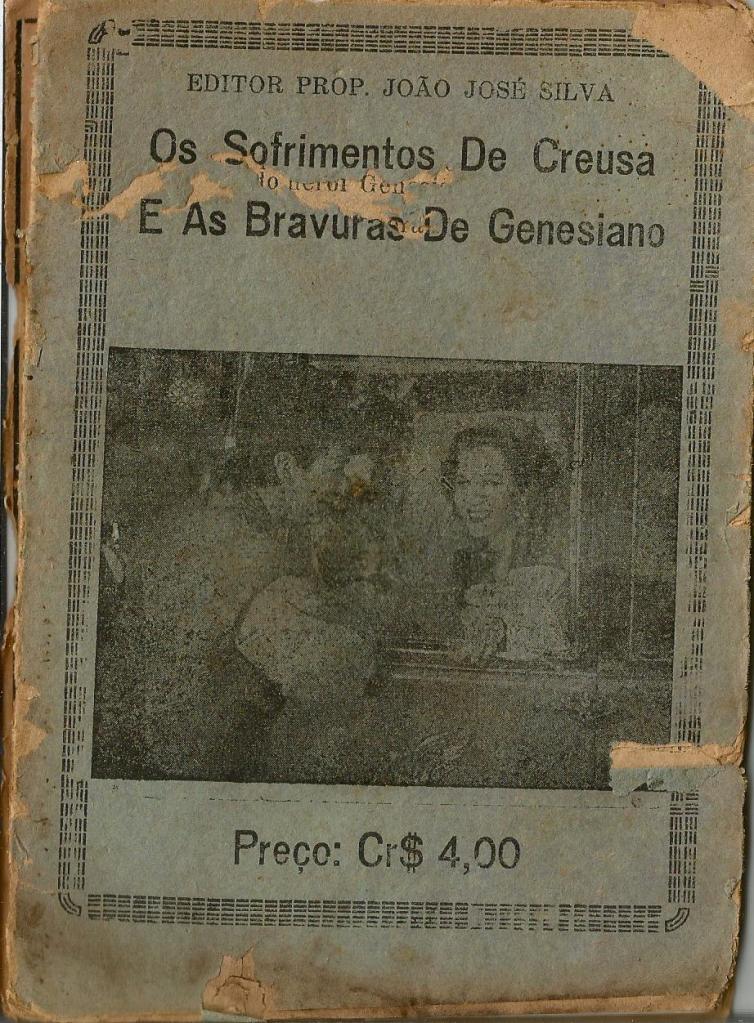 EDITOR PROP. JOÃO JOSÉ SILVA
Os Sofrimentos De Creusa
E As Bravuras De Genesiano
Preço: Cr$ 4,00